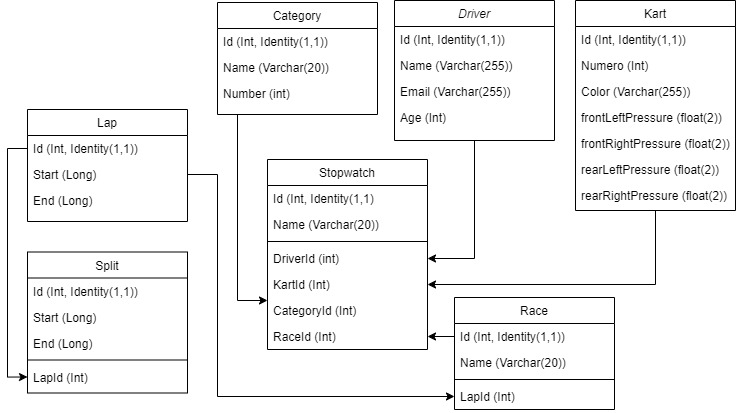 Category
Id (Int, Identity(1,1))
Name (Varchar(20))
Number (int)
Driver
Id (Int, Identity(1,1))
Name (Varchar(255))
Email (Varchar(255))
Age (Int)
Kart
Id (Int, Identity(1,1))
Numero (Int)
Color (Varchar(255))
frontLeftPressure (float(2))
frontRightPressure (float(2))
rearLeftPressure (float(2))
rearRightPressure (float(2))
Lap
Id (Int, Identity(1,1))
Start (Long)
End (Long)
Stopwatch
Id (Int, Identity(1,1)
Name (Varchar(20))
DriverId (int)
KartId (Int)
CategoryId (Int)
RaceId (Int)
Split
Id (Int, Identity(1,1))
Start (Long)
End (Long)
LapId (Int)
Race
Id (Int, Identity(1,1))
Name (Varchar(20))
LapId (Int)